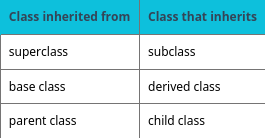 Class inherited from Class that inherits
superclass subclass
base class derived class
parent class child class